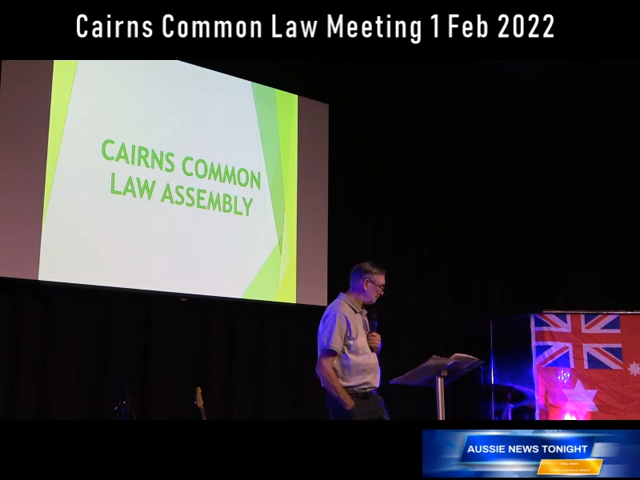 Cairns Common Law Meeting 1 Feb 2022
CAIRNS COMMON
LAW ASSEMBLY
AUSSIE NEWS TONIGHT